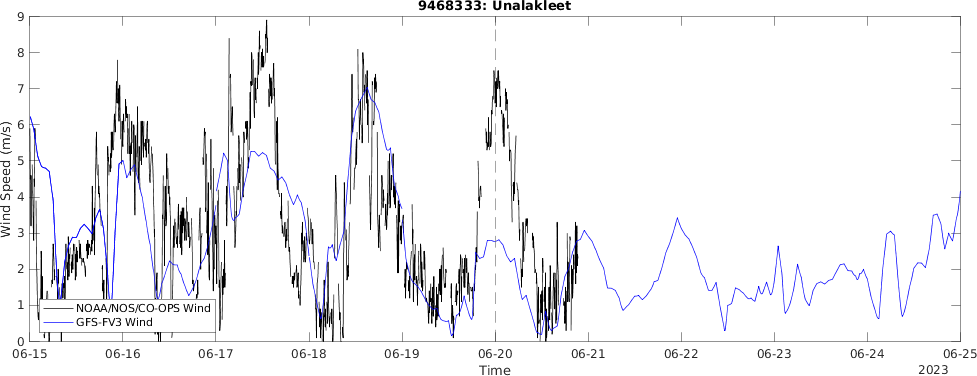 9468333: Unalakleet
Wind Speed (m/s)
9
8
7
6
5
4
3
2
1
0
NOAA/NOS/CO-OPS Wind
GFS-FV3 Wind
06-15 06-16 06-17 06-18 06-19 06-20 06-21 06-22 06-23 06-24 06-25
Time
2023